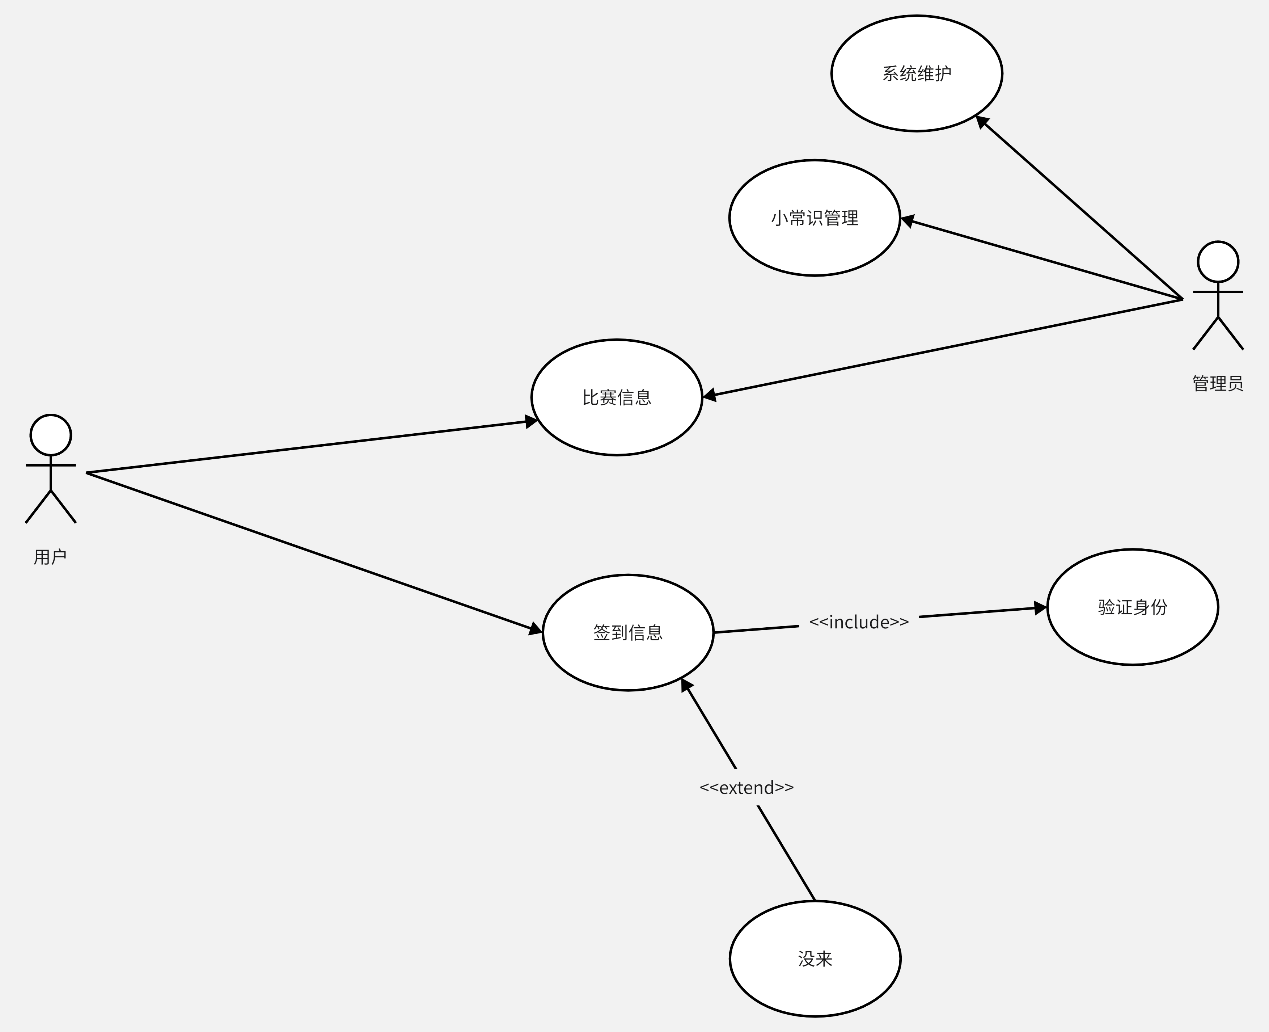 系统维护
小常识管理
管理员
比赛信息
用户
签到信息
<<include>>
验证身份
<<extend>>
没来